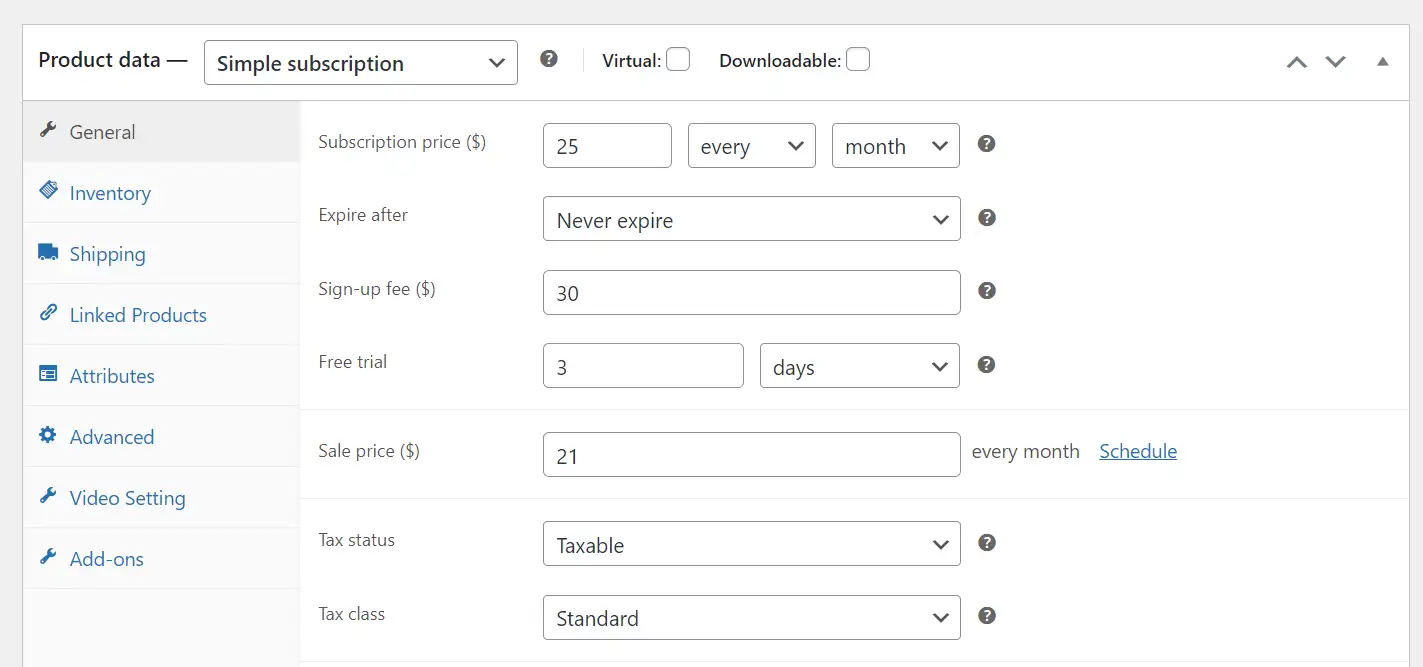 Product data — Simple subscription ? Virtual: Downloadable:
General
Inventory
Shipping
Linked Products
Attributes
Advanced
Video Setting
Add-ons
Subscription price ($) 25 every month ?
Expire after Never expire ?
Sign-up fee ($) 30 ?
Free trial 3 days ?
Sale price ($) 21 every month Schedule
Tax status Taxable ?
Tax class Standard ?